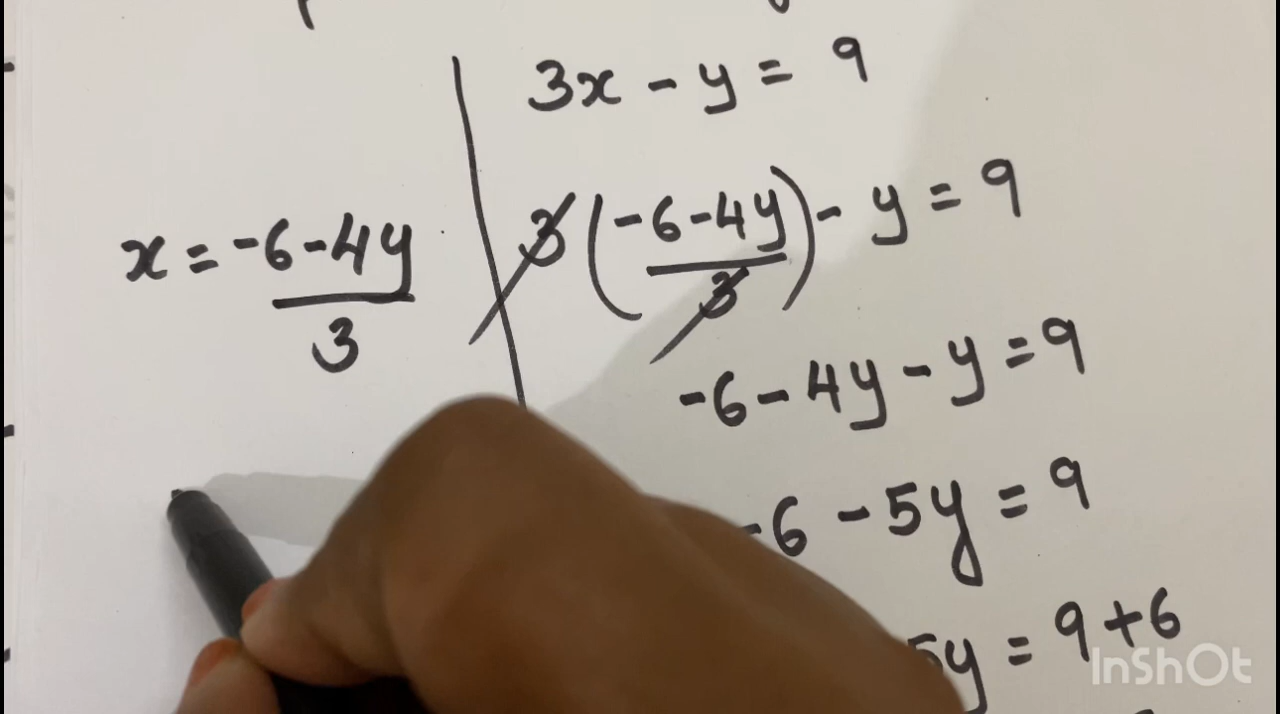 3x - y = 9
x = -6-4y
3
3 (-6-4y) - y = 9
3
-6-4y-y=9
-6-5y=9
5y = 9+6
InShOt